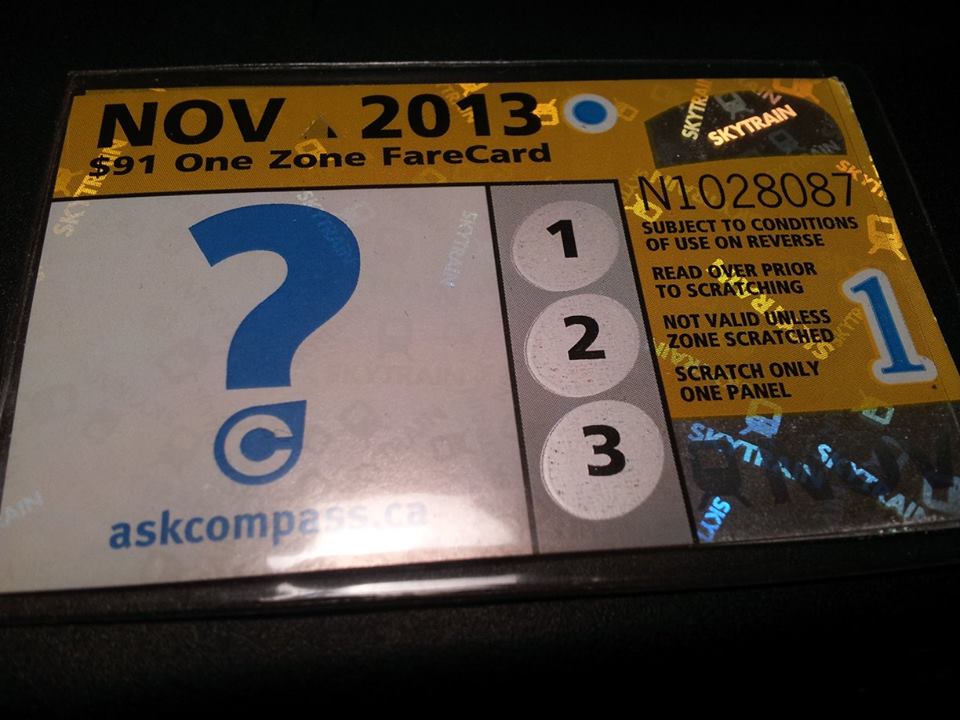 NOV 2013
$91 One Zone FareCard
SKYTRAIN
SKYTRAIN
N1028087
SUBJECT TO CONDITIONS
OF USE ON REVERSE
READ OVER PRIOR
TO SCRATCHING
NOT VALID UNLESS
ZONE SCRATCHED
SCRATCH ONLY
ONE PANEL
1
1
2
3
askcompass.ca